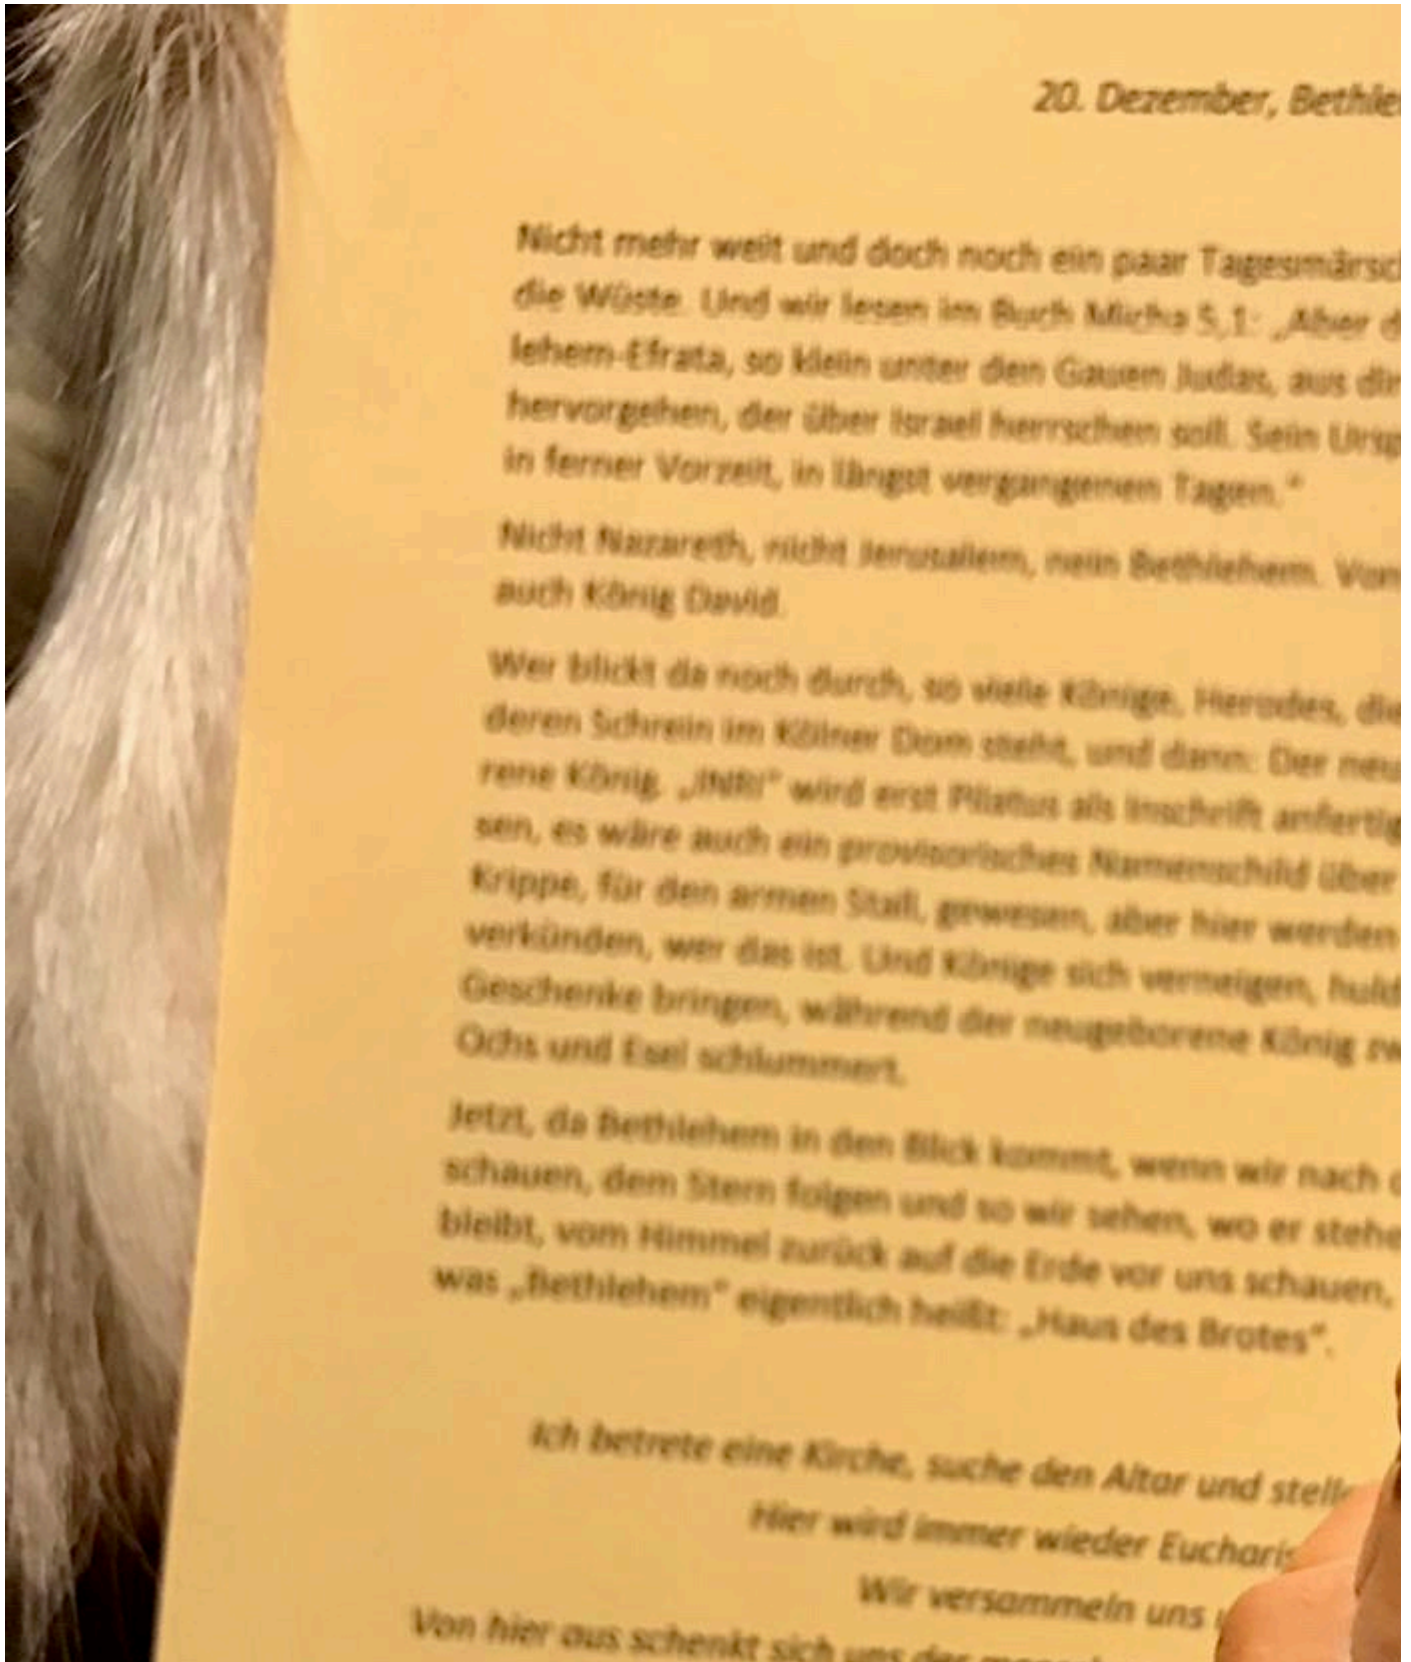 20. Dezember, Bethle
Nicht mehr weit und doch noch ein paar Tagesmärsc
die Wüste. Und wir lesen im Buch Micha 5,1: „Aber d
lehem-Efrata, so klein unter den Gauen Judas, aus dir
hervorgehen, der über Israel herrschen soll. Sein Ursp
in ferner Vorzeit, in längst vergangenen Tagen."
Nicht Nazareth, nicht Jerusalem, nein Bethlehem. Von
auch König David.
Wer blickt da noch durch, so viele Könige, Herodes, die
deren Schrein im Kölner Dom steht, und dann: Der neu
rene König. „INRI" wird erst Pilatus als Inschrift anfertig
sen, es wäre auch ein provisorisches Namenschild über
Krippe, für den armen Stall, gewesen, aber hier werden
verkünden, wer das ist. Und Könige sich verneigen, huld
Geschenke bringen, während der neugeborene König zw
Ochs und Esel schlummert.
Jetzt, da Bethlehem in den Blick kommt, wenn wir nach o
schauen, dem Stern folgen und so wir sehen, wo er stehe
bleibt, vom Himmel zurück auf die Erde vor uns schauen,
was „Bethlehem" eigentlich heißt: „Haus des Brotes".
Ich betrete eine Kirche, suche den Altar und stelle
Hier wird immer wieder Eucharis
Wir versammeln uns
Von hier aus schenkt sich uns der